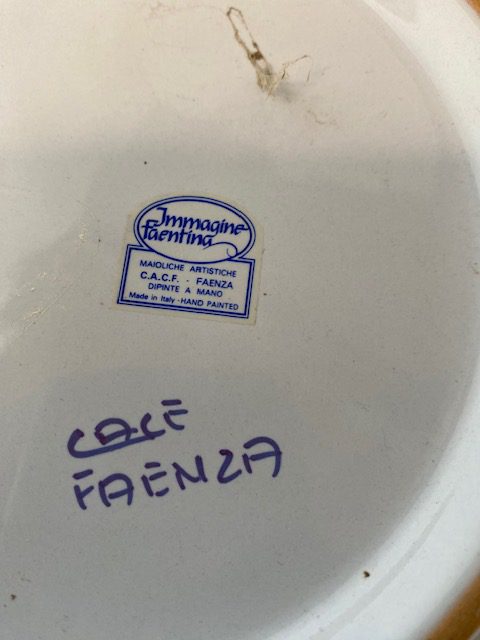 Immagine
faentina
MAIOLICHE ARTISTICHE
C.A.C.F. - FAENZA
DIPINTE A MANO
Made in Italy - HAND PAINTED
CACF
FAENZA